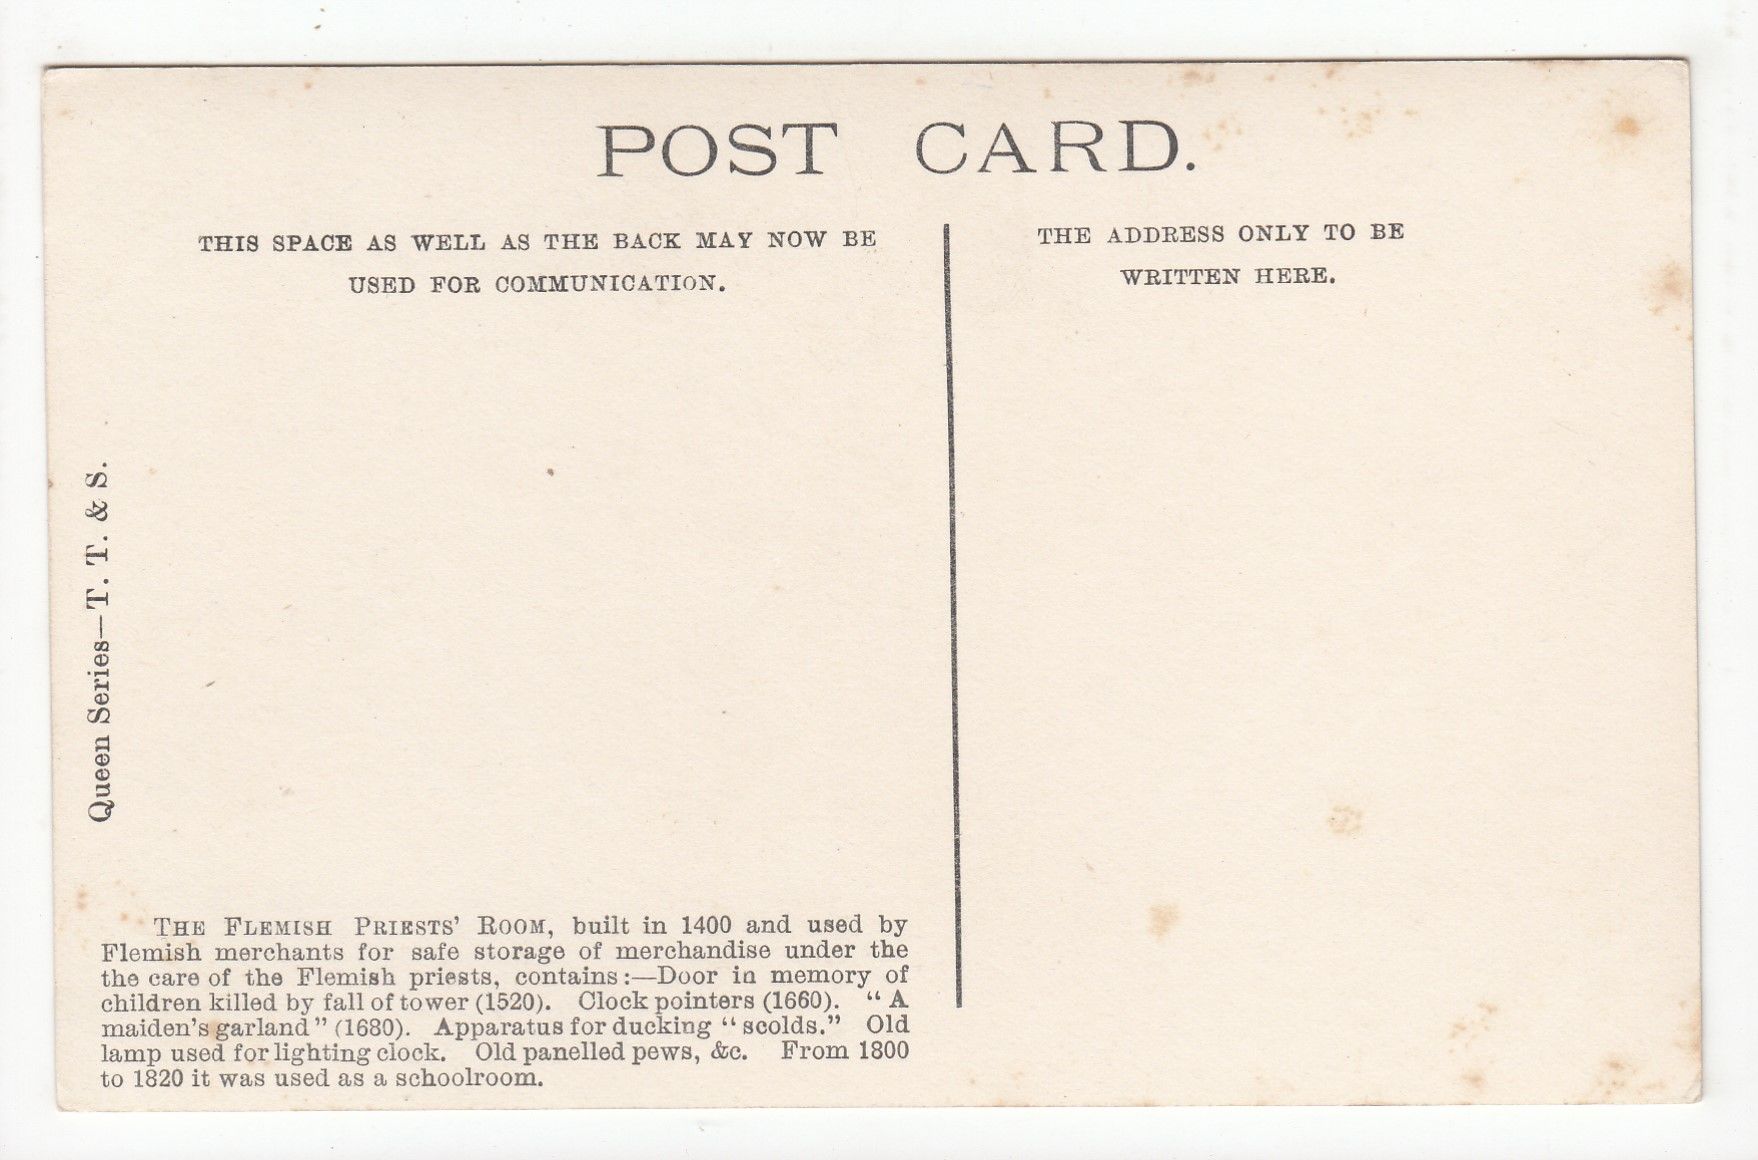 POST CARD.
THIS SPACE AS WELL AS THE BACK MAY NOW BE
USED FOR COMMUNICATION.
THE ADDRESS ONLY TO BE
WRITTEN HERE.
Queen Series—T. T. & S.
THE FLEMISH PRIESTS' ROOM, built in 1400 and used by
Flemish merchants for safe storage of merchandise under the
the care of the Flemish priests, contains:—Door in memory of
children killed by fall of tower (1520). Clock pointers (1660). "A
maiden's garland" (1680). Apparatus for ducking "scolds." Old
lamp used for lighting clock. Old panelled pews, &c. From 1800
to 1820 it was used as a schoolroom.